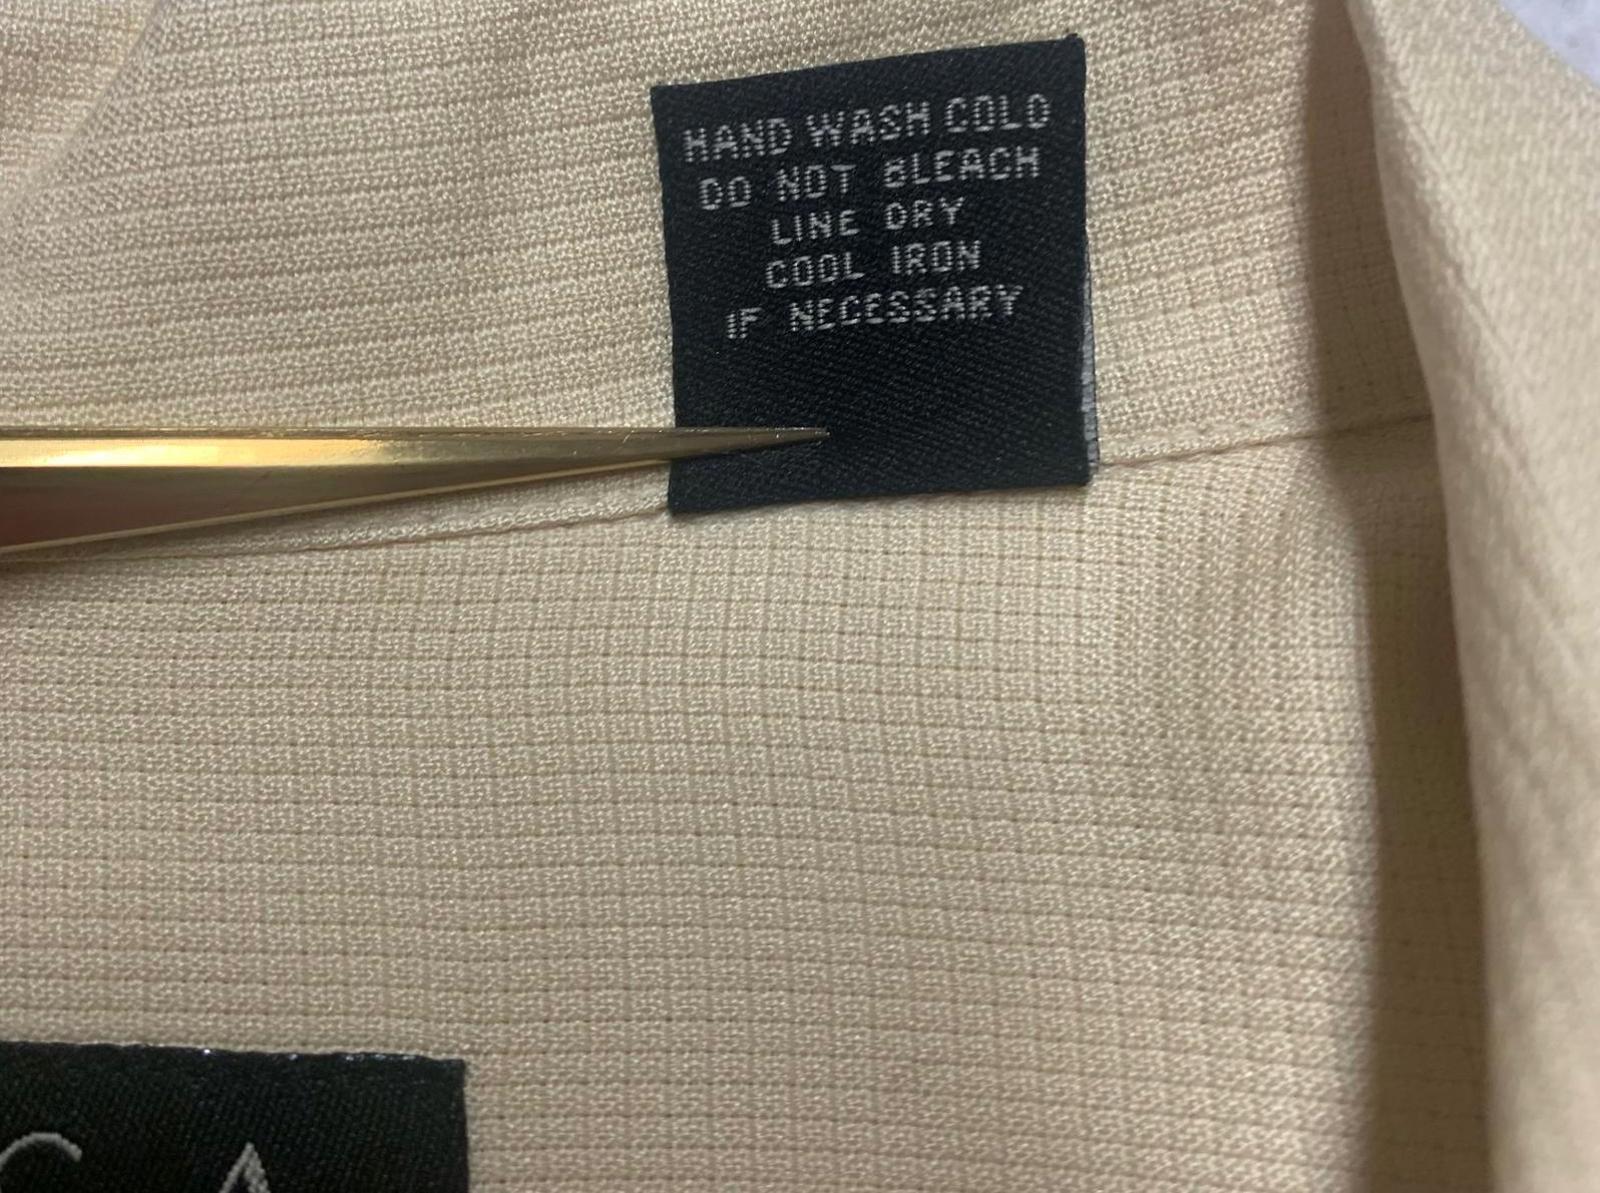 HAND WASH COLD
DO NOT BLEACH
LINE DRY
COOL IRON
IF NECESSARY